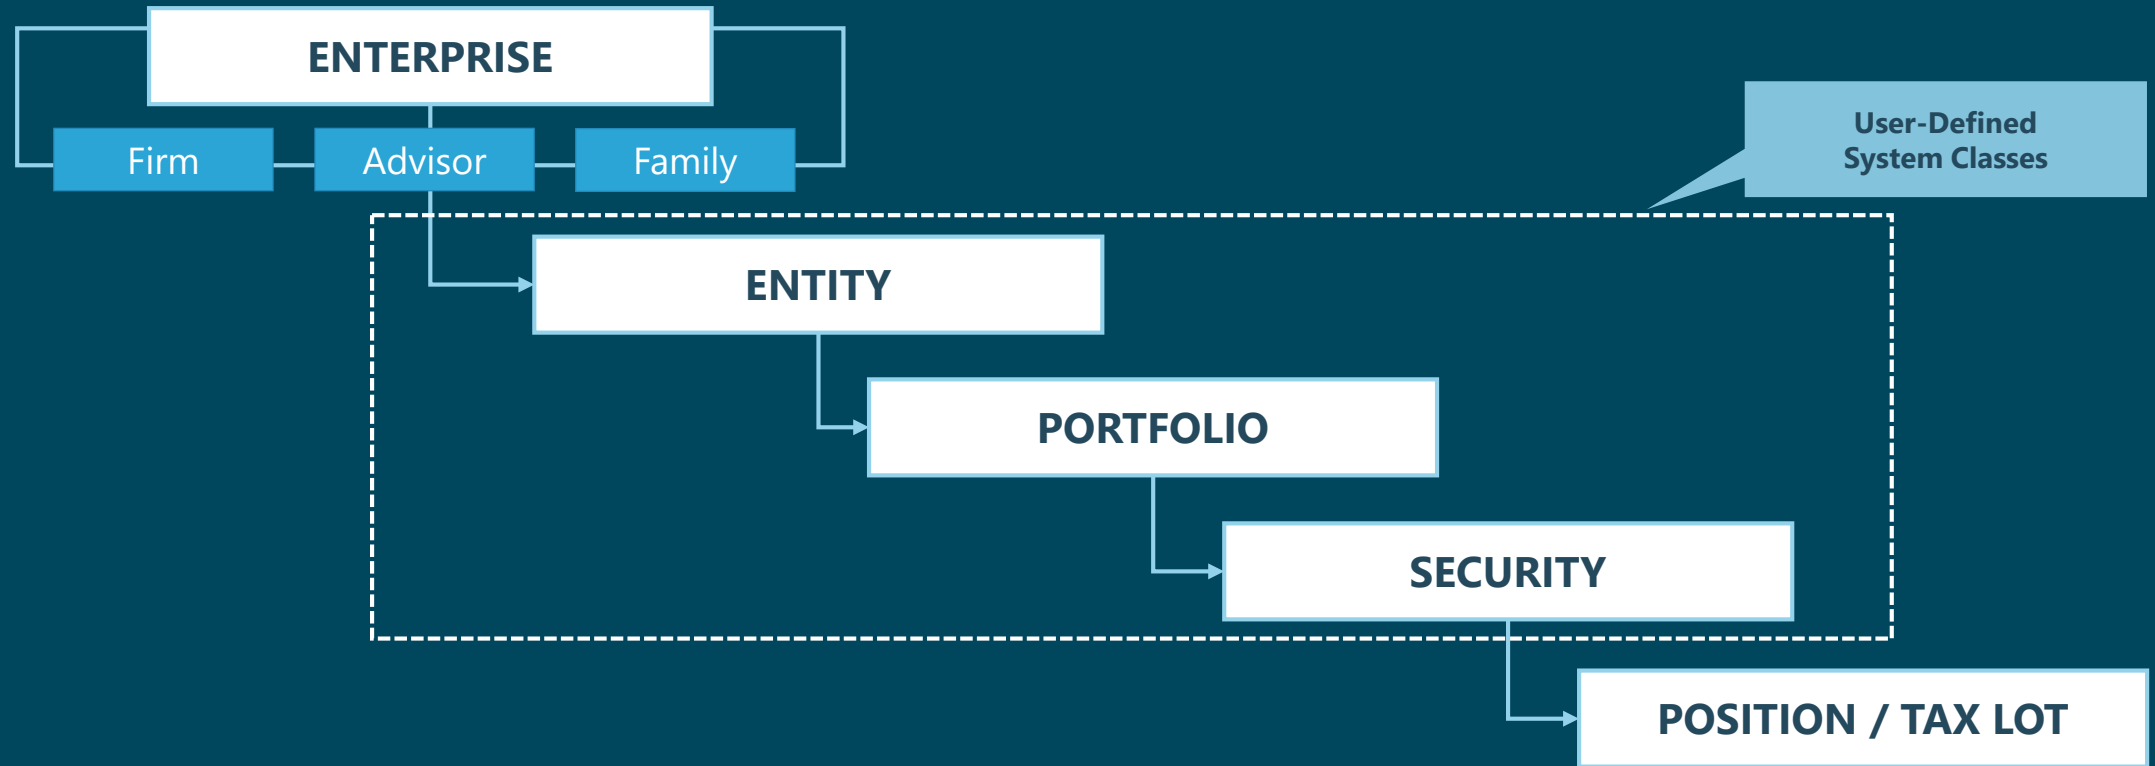 ENTERPRISE
Firm
Advisor
Family
User-Defined
System Classes
ENTITY
PORTFOLIO
SECURITY
POSITION / TAX LOT